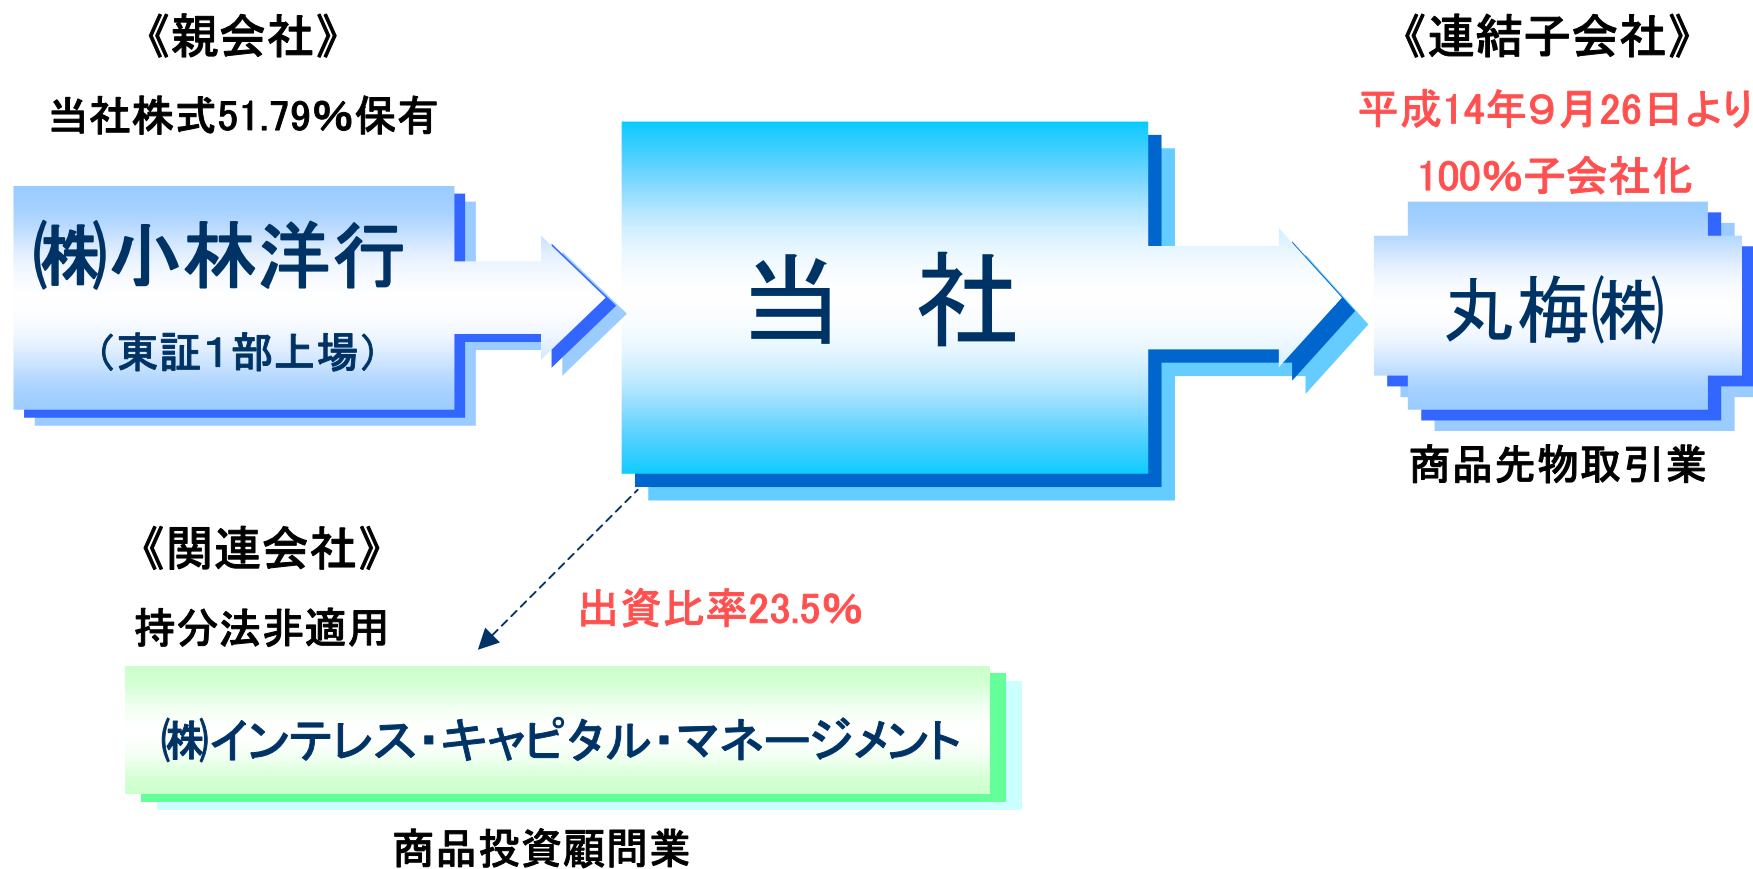 《親会社》
当社株式51.79%保有
㈱小林洋行
(東証1部上場)
当 社
《連結子会社》
平成14年9月26日より
100%子会社化
丸梅㈱
商品先物取引業
《関連会社》
持分法非適用
出資比率23.5%
㈱インテレス・キャピタル・マネージメント
商品投資顧問業